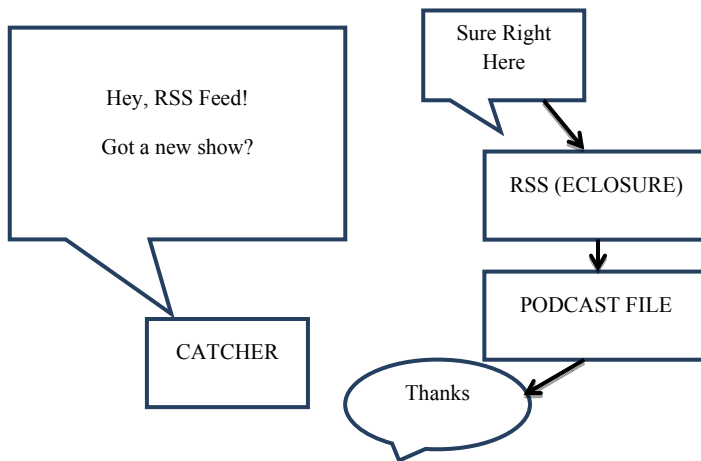 Hey, RSS Feed!
Got a new show?
CATCHER
Sure Right
Here
RSS (ECLOSURE)
PODCAST FILE
Thanks